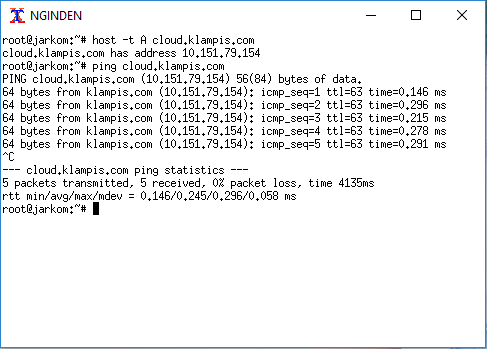 NGINDEN
root@jarkom:~# host -t A cloud.klampis.com
cloud.klampis.com has address 10.151.79.154
root@jarkom:~# ping cloud.klampis.com
PING cloud.klampis.com (10.151.79.154) 56(84) bytes of data.
64 bytes from klampis.com (10.151.79.154): icmp_seq=1 ttl=63 time=0.146 ms
64 bytes from klampis.com (10.151.79.154): icmp_seq=2 ttl=63 time=0.296 ms
64 bytes from klampis.com (10.151.79.154): icmp_seq=3 ttl=63 time=0.215 ms
64 bytes from klampis.com (10.151.79.154): icmp_seq=4 ttl=63 time=0.278 ms
64 bytes from klampis.com (10.151.79.154): icmp_seq=5 ttl=63 time=0.291 ms
^C
--- cloud.klampis.com ping statistics ---
5 packets transmitted, 5 received, 0% packet loss, time 4135ms
rtt min/avg/max/mdev = 0.146/0.245/0.296/0.058 ms
root@jarkom:~#